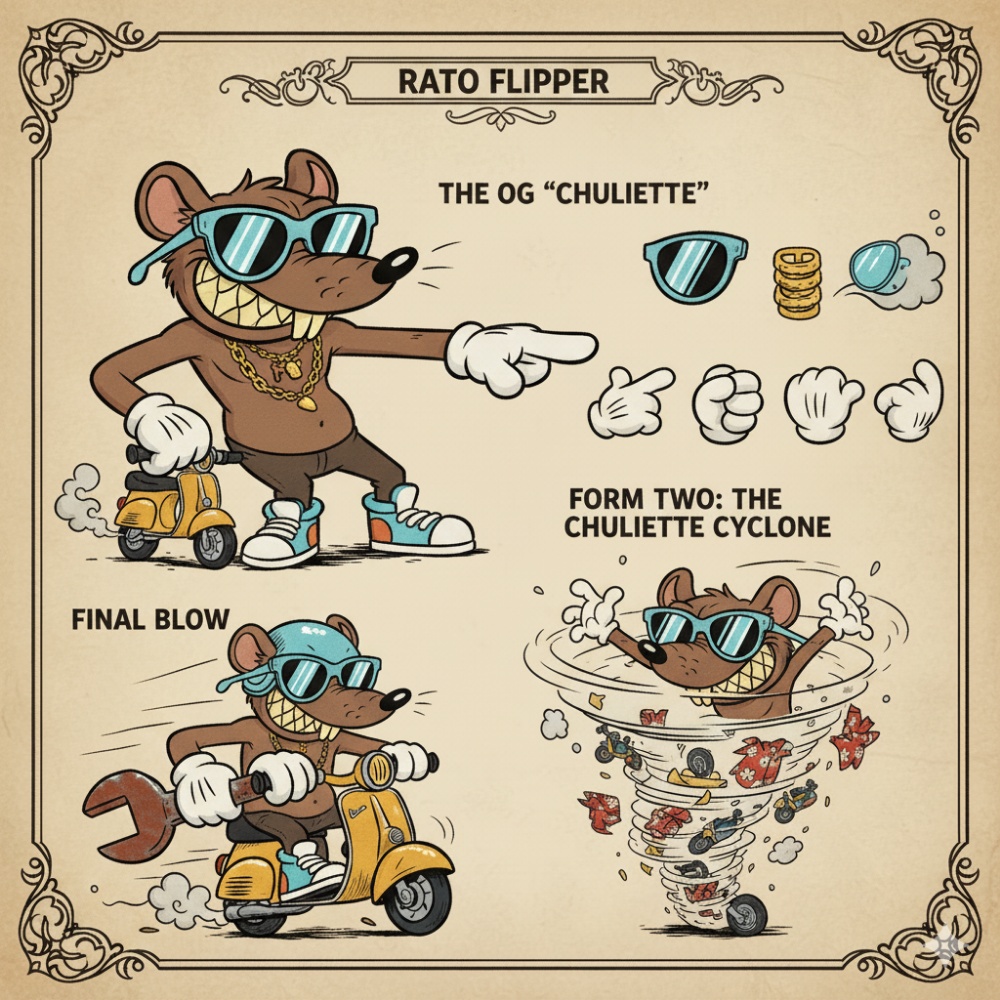 RATO FLIPPER
THE OG “CHULIETTE”
FORM TWO: THE
CHULIETTE CYCLONE
FINAL BLOW